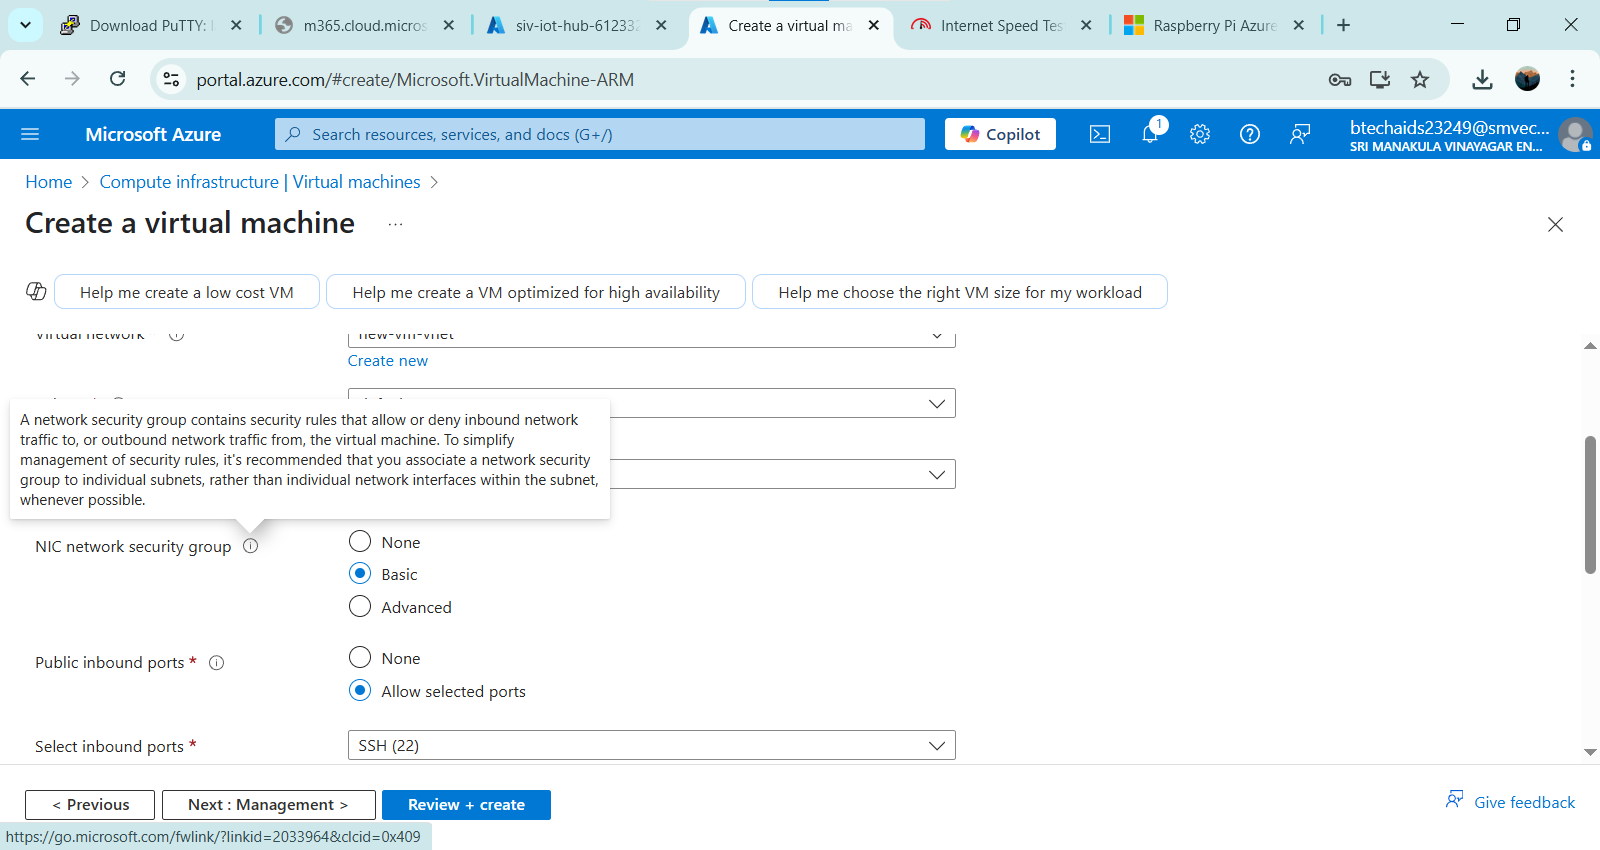 Download PuTTY: l
m365.cloud.micros
siv-iot-hub-61233
Create a virtual ma
Internet Speed Tes
Raspberry Pi Azure
portal.azure.com/#create/Microsoft.VirtualMachine-ARM
Microsoft Azure
Search resources, services, and docs (G+/)
Copilot
1
btechaids23249@smvec...
SRI MANAKULA VINAYAGAR EN...
Home > Compute infrastructure | Virtual machines >
Create a virtual machine ...
Help me create a low cost VM
Help me create a VM optimized for high availability
Help me choose the right VM size for my workload
Virtual network
new-vm-vnet
Create new
A network security group contains security rules that allow or deny inbound network
traffic to, or outbound network traffic from, the virtual machine. To simplify
management of security rules, it's recommended that you associate a network security
group to individual subnets, rather than individual network interfaces within the subnet,
whenever possible.
NIC network security group
None
Basic
Advanced
Public inbound ports *
None
Allow selected ports
Select inbound ports *
SSH (22)
< Previous
Next : Management >
Review + create
Give feedback
https://go.microsoft.com/fwlink/?linkid=2033964&clcid=0x409